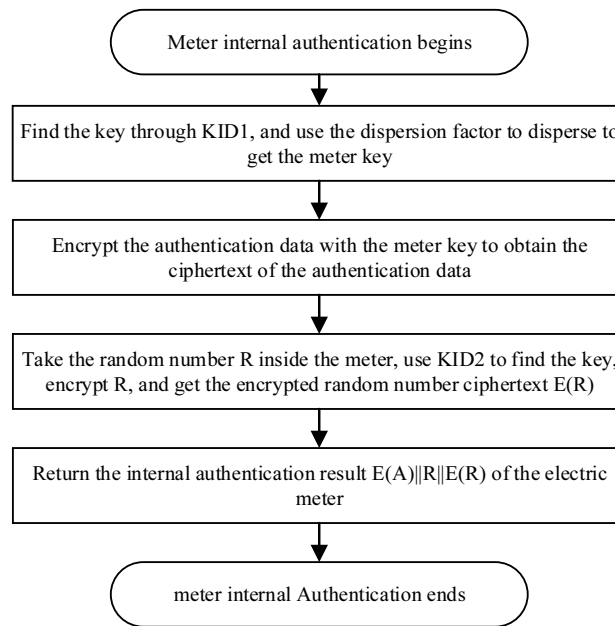 Meter internal authentication begins
Find the key through KID1, and use the dispersion factor to disperse to
get the meter key
Encrypt the authentication data with the meter key to obtain the
ciphertext of the authentication data
Take the random number R inside the meter, use KID2 to find the key,
encrypt R, and get the encrypted random number ciphertext E(R)
Return the internal authentication result E(A)||R||E(R) of the electric
meter
meter internal Authentication ends